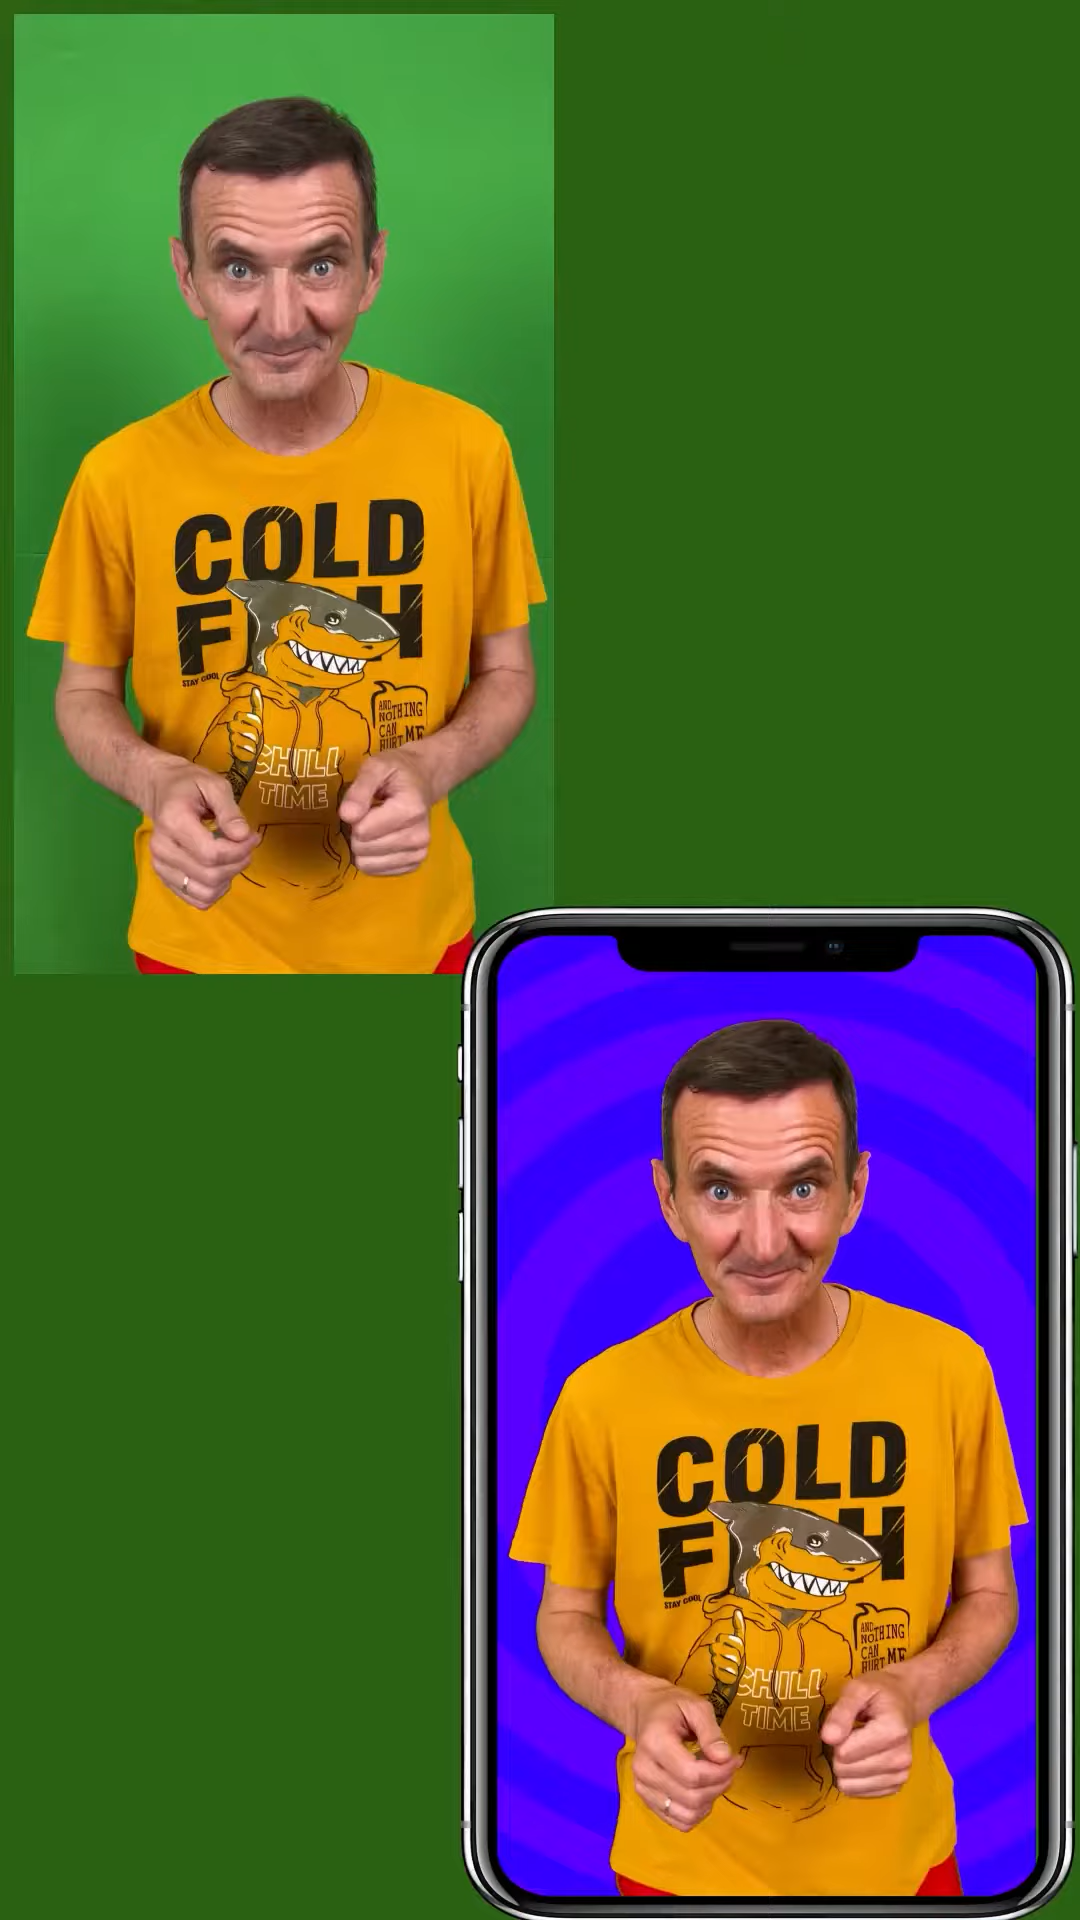 COLD
F H
STAY COOL
AND
NOTHING
CAN
HURT ME
CHILL
TIME
COLD
F H
STAY COOL
AND
NOTHING
CAN
HURT ME
CHILL
TIME